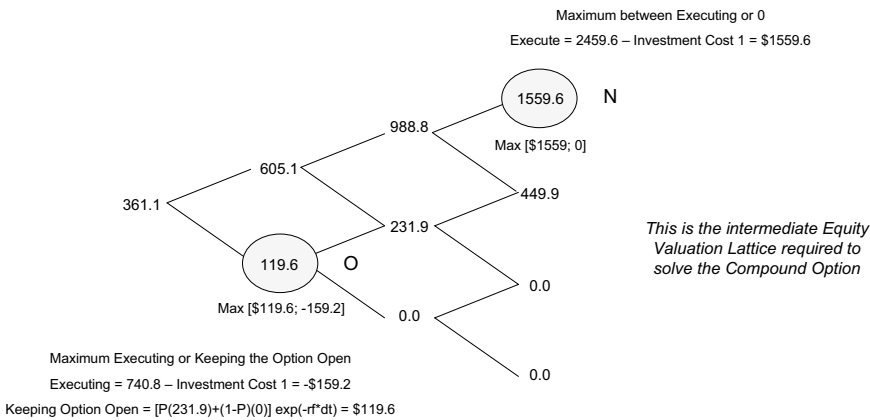 Maximum between Executing or 0
Execute = 2459.6 – Investment Cost 1 = $1559.6
1559.6
N
Max [$1559; 0]
988.8
605.1
449.9
361.1
231.9
This is the intermediate Equity
Valuation Lattice required to
solve the Compound Option
119.6
O
Max [$119.6; -159.2]
0.0
0.0
0.0
Maximum Executing or Keeping the Option Open
Executing = 740.8 – Investment Cost 1 = -$159.2
Keeping Option Open = [P(231.9)+(1-P)(0)] exp(-rf*dt) = $119.6